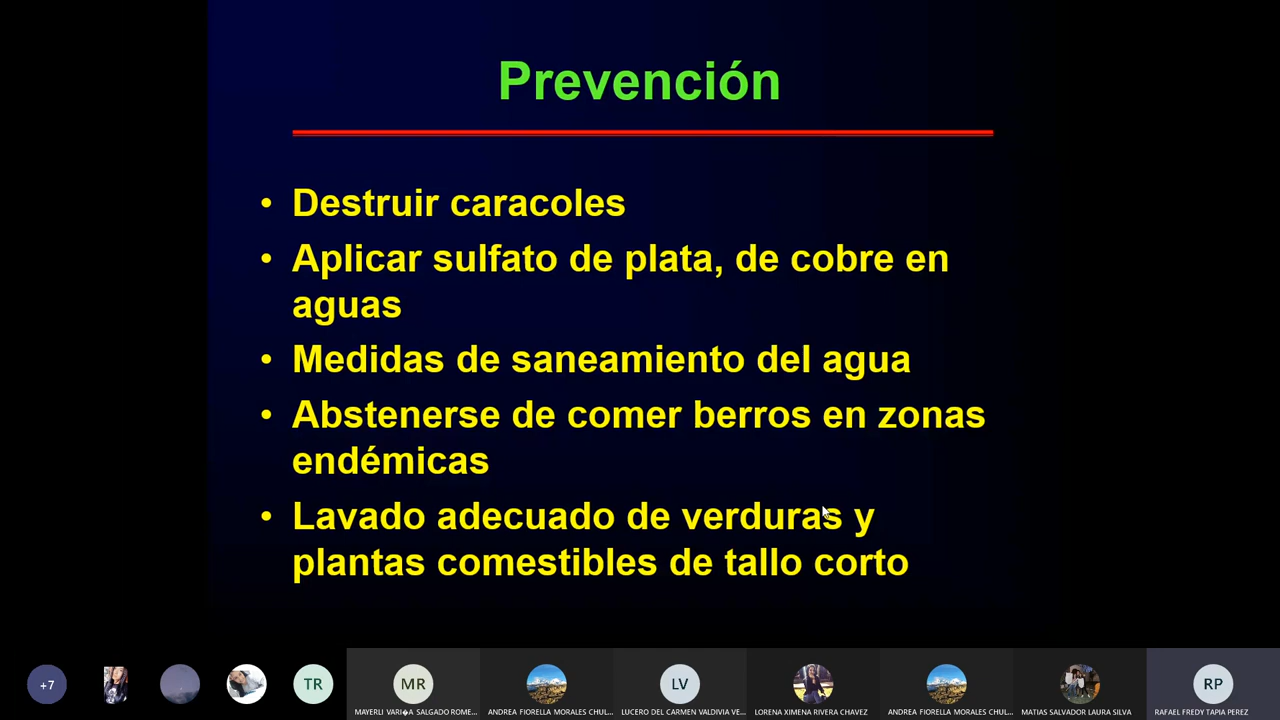 Prevención
• Destruir caracoles
• Aplicar sulfato de plata, de cobre en
aguas
• Medidas de saneamiento del agua
• Abstenerse de comer berros en zonas
endémicas
• Lavado adecuado de verduras y
plantas comestibles de tallo corto
+7
TR
MR
LV
RP
MAYERLI VARI�A SALGADO ROME...
ANDREA FIORELLA MORALES CHUL...
LUCERO DEL CARMEN VALDIVIA VE...
LORENA XIMENA RIVERA CHAVEZ
ANDREA FIORELLA MORALES CHUL...
MATIAS SALVADOR LAURA SILVA
RAFAEL FREDY TAPIA PEREZ